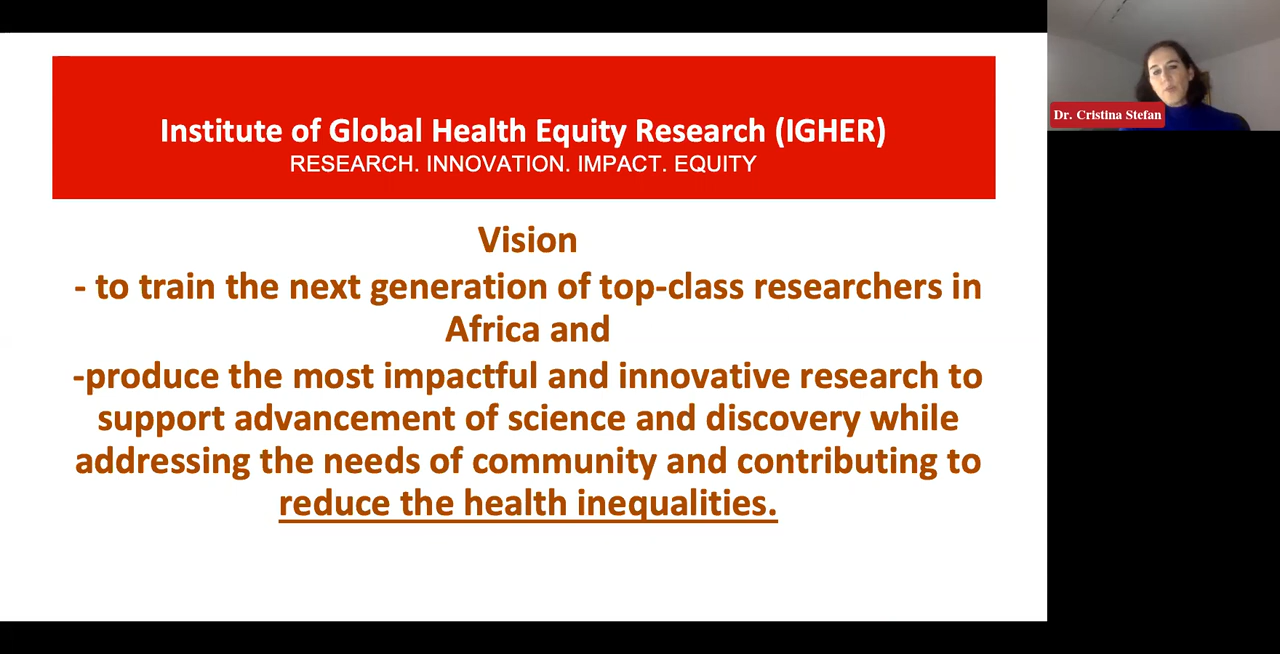 Institute of Global Health Equity Research (IGHER)
RESEARCH. INNOVATION. IMPACT. EQUITY
Vision
- to train the next generation of top-class researchers in
Africa and
-produce the most impactful and innovative research to
support advancement of science and discovery while
addressing the needs of community and contributing to
reduce the health inequalities.
Dr. Cristina Stefan